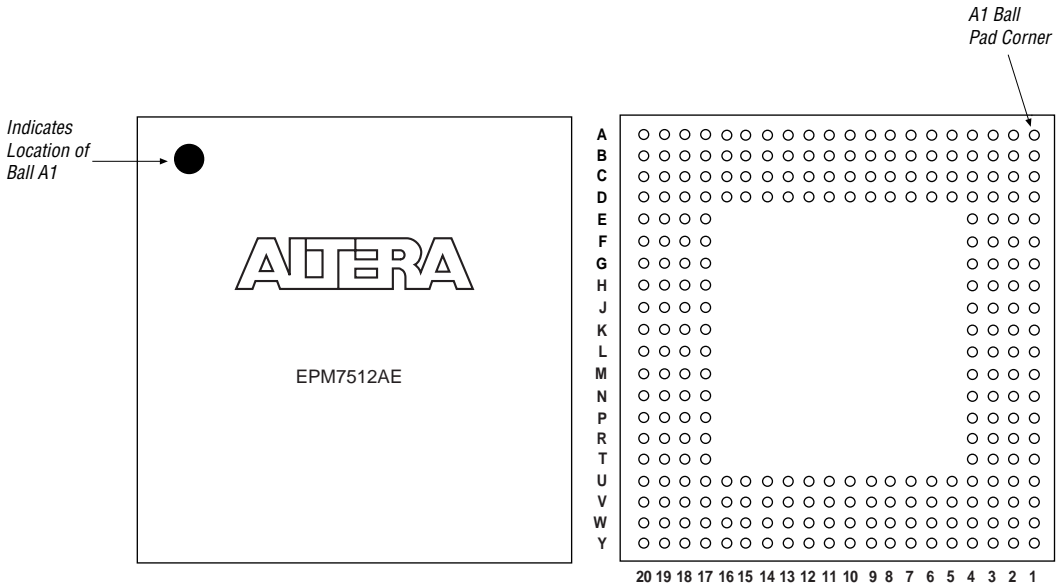 A1 Ball
Pad Corner
Indicates
Location of
Ball A1
ALTERA
EPM7512AE
A
B
C
D
E
F
G
H
J
K
L
M
N
P
R
T
U
V
W
Y
20 19 18 17 16 15 14 13 12 11 10 9 8 7 6 5 4 3 2 1